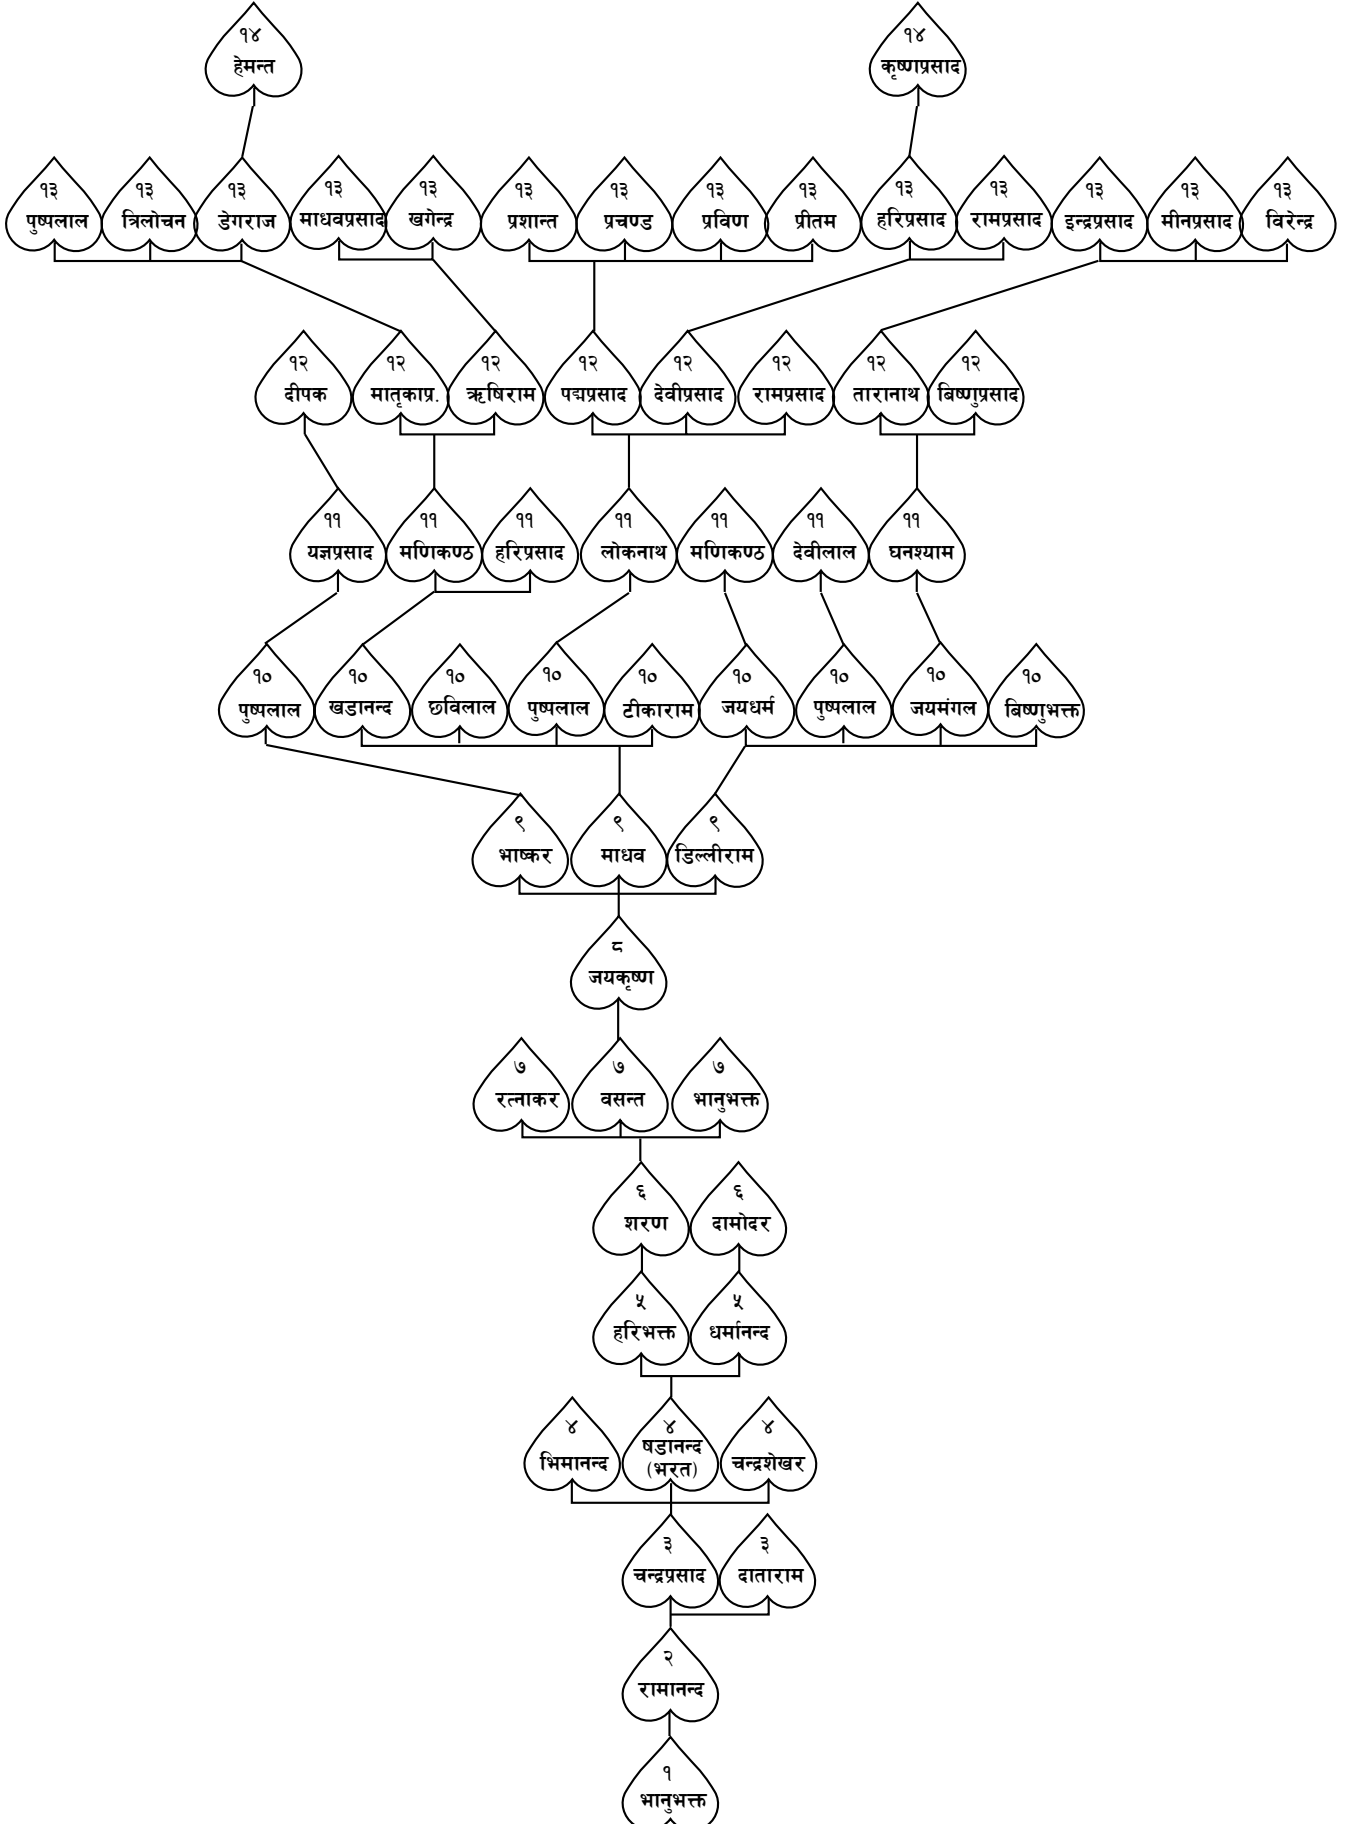 १४ १४
हेमन्त कृष्णप्रसाद
१३ १३ १३ १३ १३ १३ १३ १३ १३ १३ १३ १३ १३ १३
पुष्पलाल त्रिलोचन डेगराज माधवप्रसाद खगेन्द्र प्रशान्त प्रचण्ड प्रविण प्रीतम हरिप्रसाद रामप्रसाद इन्द्रप्रसाद मीनप्रसाद विरेन्द्र
१२ १२ १२ १२ १२ १२ १२ १२
दीपक मातृकाप्र. ऋषिराम पद्मप्रसाद देवीप्रसाद रामप्रसाद तारानाथ बिष्णुप्रसाद
११ ११ ११ ११ ११ ११ ११
यज्ञप्रसाद मणिकण्ठ हरिप्रसाद लोकनाथ मणिकण्ठ देवीलाल घनश्याम
१० १० १० १० १० १० १० १० १०
पुष्पलाल खडानन्द छविलाल पुष्पलाल टीकाराम जयधर्म पुष्पलाल जयमंगल बिष्णुभक्त
९ ९ ९
भाष्कर माधव डिल्लीराम
८
जयकृष्ण
७ ७ ७
रत्नाकर वसन्त भानुभक्त
६ ६
शरण दामोदर
५ ५
हरिभक्त धर्मानन्द
४ ४ ४
भिमानन्द षडानन्द (भरत) चन्द्रशेखर
३ ३
चन्द्रप्रसाद दाताराम
२
रामानन्द
१
भानुभक्त